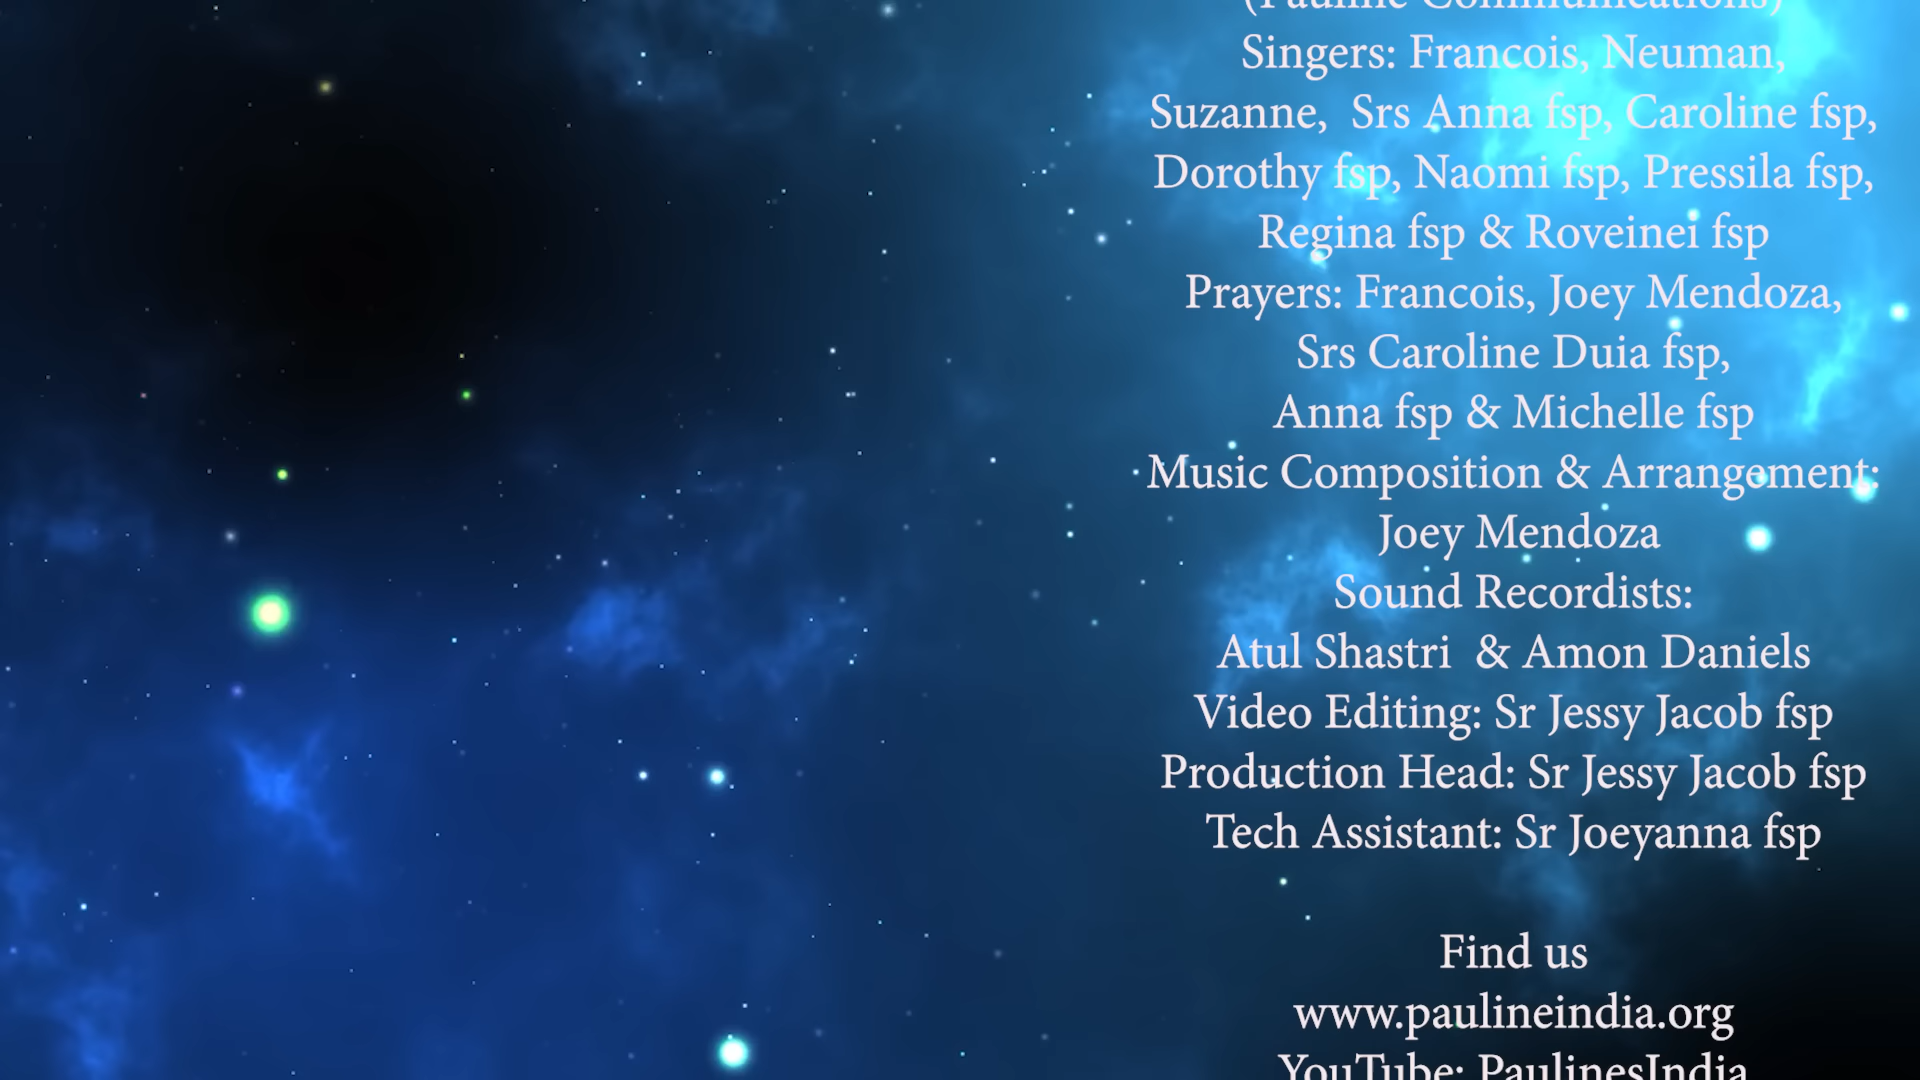 (Pauline Communications)
Singers: Francois, Neuman,
Suzanne,  Srs Anna fsp, Caroline fsp,
Dorothy fsp, Naomi fsp, Pressila fsp,
Regina fsp & Roveinei fsp
Prayers: Francois, Joey Mendoza,
Srs Caroline Duia fsp,
Anna fsp & Michelle fsp
Music Composition & Arrangement:
Joey Mendoza
Sound Recordists:
Atul Shastri  & Amon Daniels
Video Editing: Sr Jessy Jacob fsp
Production Head: Sr Jessy Jacob fsp
Tech Assistant: Sr Joeyanna fsp
Find us
www.paulineindia.org
YouTube: PaulinesIndia